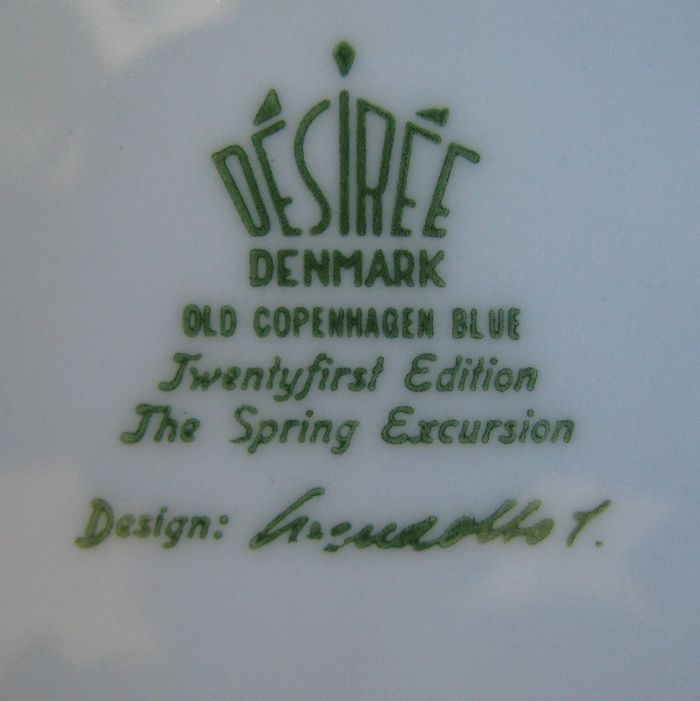 DÉSIRÉE
DENMARK
OLD COPENHAGEN BLUE
Twentyfirst Edition
The Spring Excursion
Design: